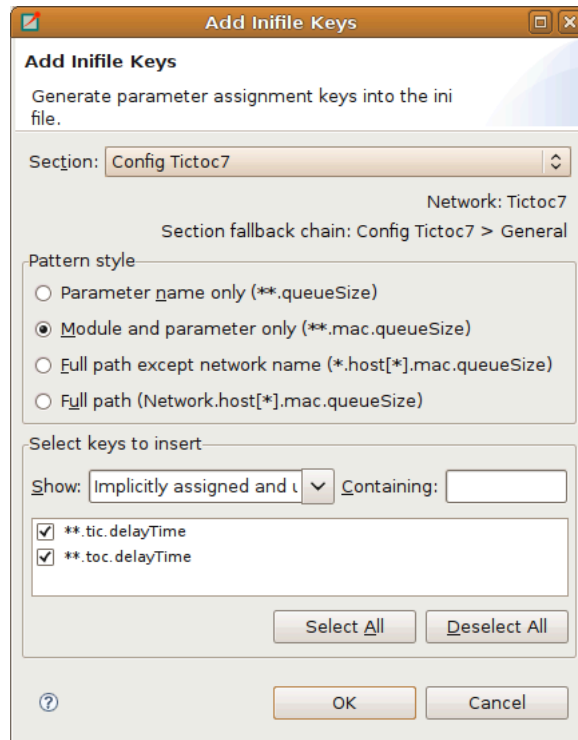 Add Inifile Keys
Add Inifile Keys
Generate parameter assignment keys into the ini
file.
Section: Config Tictoc7
Network: Tictoc7
Section fallback chain: Config Tictoc7 > General
Pattern style
Parameter name only (**.queueSize)
Module and parameter only (**.mac.queueSize)
Full path except network name (*.host[*].mac.queueSize)
Full path (Network.host[*].mac.queueSize)
Select keys to insert
Show: Implicitly assigned and u Containing:
**.tic.delayTime
**.toc.delayTime
Select All Deselect All
? OK Cancel